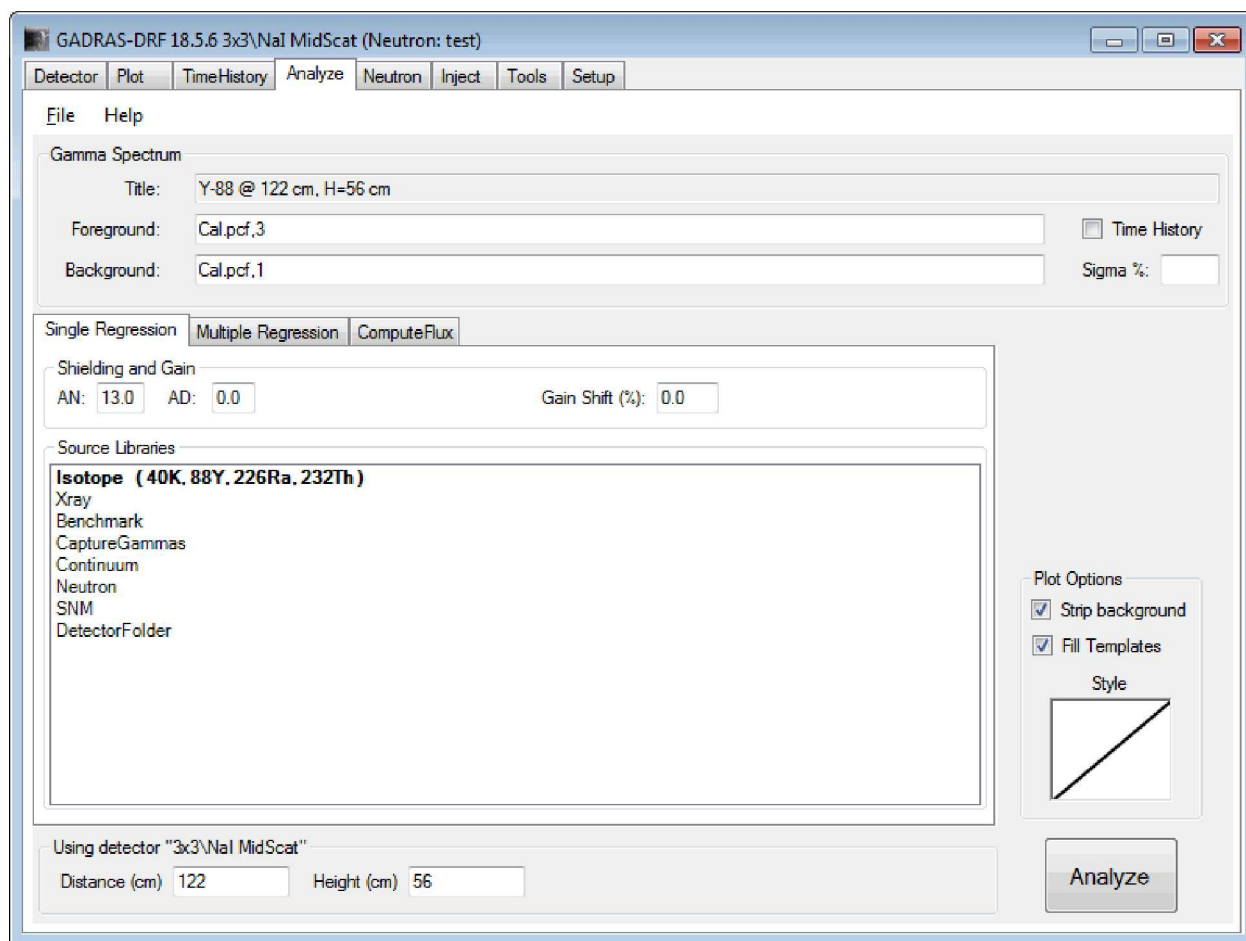 GADRAS-DRF 18.5.6 3x3\NaI MidScat (Neutron: test)
Detector Plot TimeHistory Analyze Neutron Inject Tools Setup
File Help
Gamma Spectrum
Title: Y-88 @ 122 cm, H=56 cm
Foreground: Cal.pcf,3 Time History
Background: Cal.pcf,1 Sigma %:
Single Regression Multiple Regression ComputeFlux
Shielding and Gain
AN: 13.0 AD: 0.0 Gain Shift (%): 0.0
Source Libraries
Isotope (40K, 88Y, 226Ra, 232Th)
Xray
Benchmark
CaptureGammas
Continuum
Neutron
SNM
DetectorFolder
Plot Options
Strip background
Fill Templates
Style
Using detector "3x3\NaI MidScat"
Distance (cm) 122 Height (cm) 56
Analyze